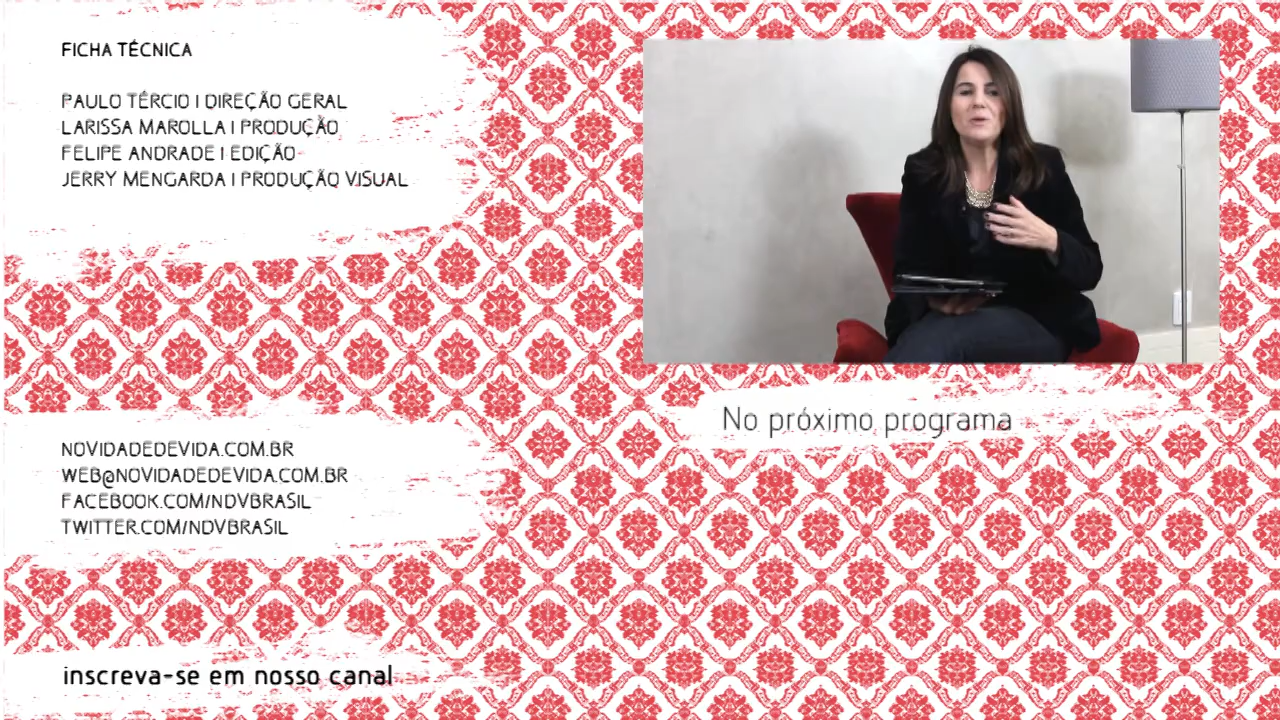 FICHA TÉCNICA
PAULO TÉRCIO | DIREÇÃO GERAL
LARISSA MAROLLA | PRODUÇÃO
FELIPE ANDRADE | EDIÇÃO
JERRY MENGARDA | PRODUÇÃO VISUAL
No próximo programa
NOVIDADEDEVIDA.COM.BR
WEB@NOVIDADEDEVIDA.COM.BR
FACEBOOK.COM/NDVBRASIL
TWITTER.COM/NDVBRASIL
inscreva-se em nosso canal